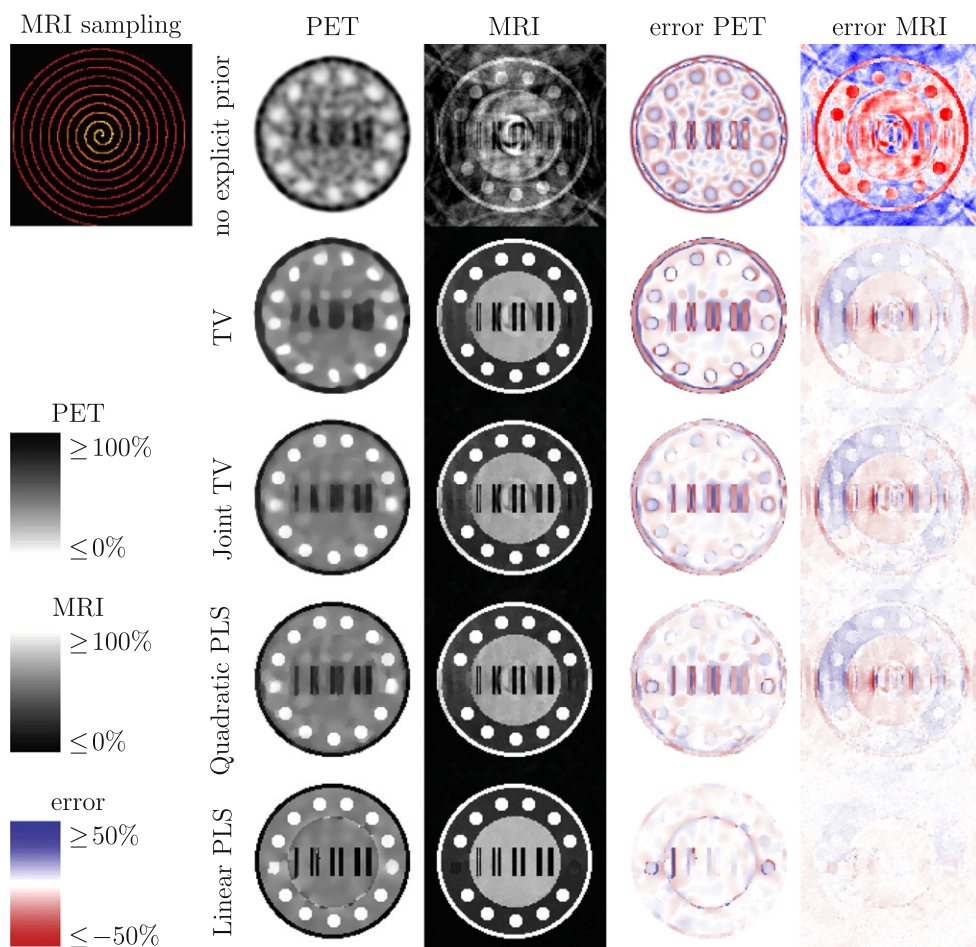 MRI sampling
PET
MRI
error PET
error MRI
no explicit prior
TV
PET
≥100%
≤0%
Joint TV
MRI
≥100%
≤0%
Quadratic PLS
error
≥50%
≤−50%
Linear PLS